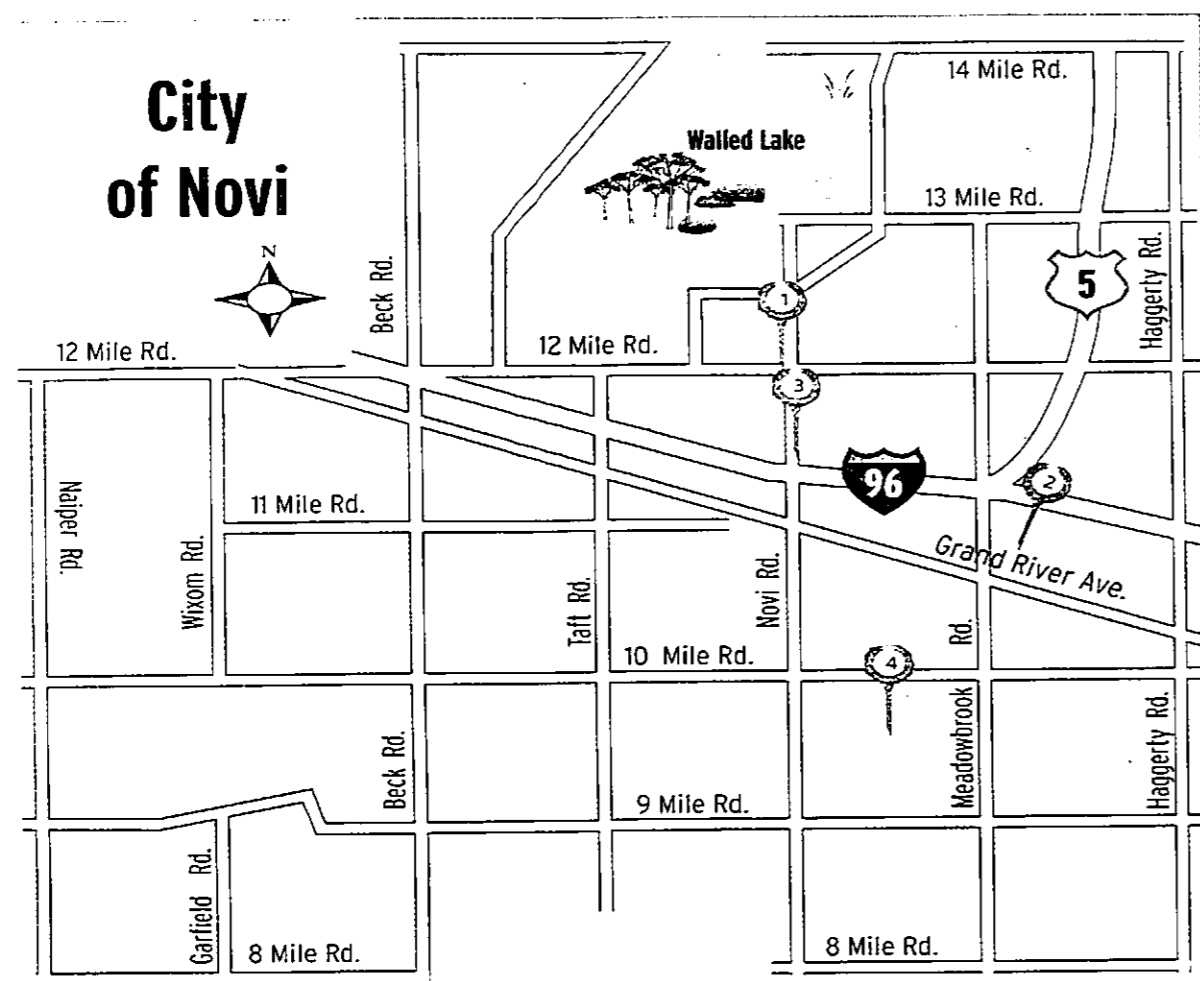 City
of Novi
14 Mile Rd.
Walled Lake
13 Mile Rd.
N
Beck Rd.
1
5
Haggerty Rd.
12 Mile Rd.
12 Mile Rd.
3
96
2
Naiper Rd.
11 Mile Rd.
Wixom Rd.
Taft Rd.
Novi Rd.
Grand River Ave.
10 Mile Rd.
4
Meadowbrook Rd.
Beck Rd.
Haggerty Rd.
9 Mile Rd.
Garfield Rd.
8 Mile Rd.
8 Mile Rd.